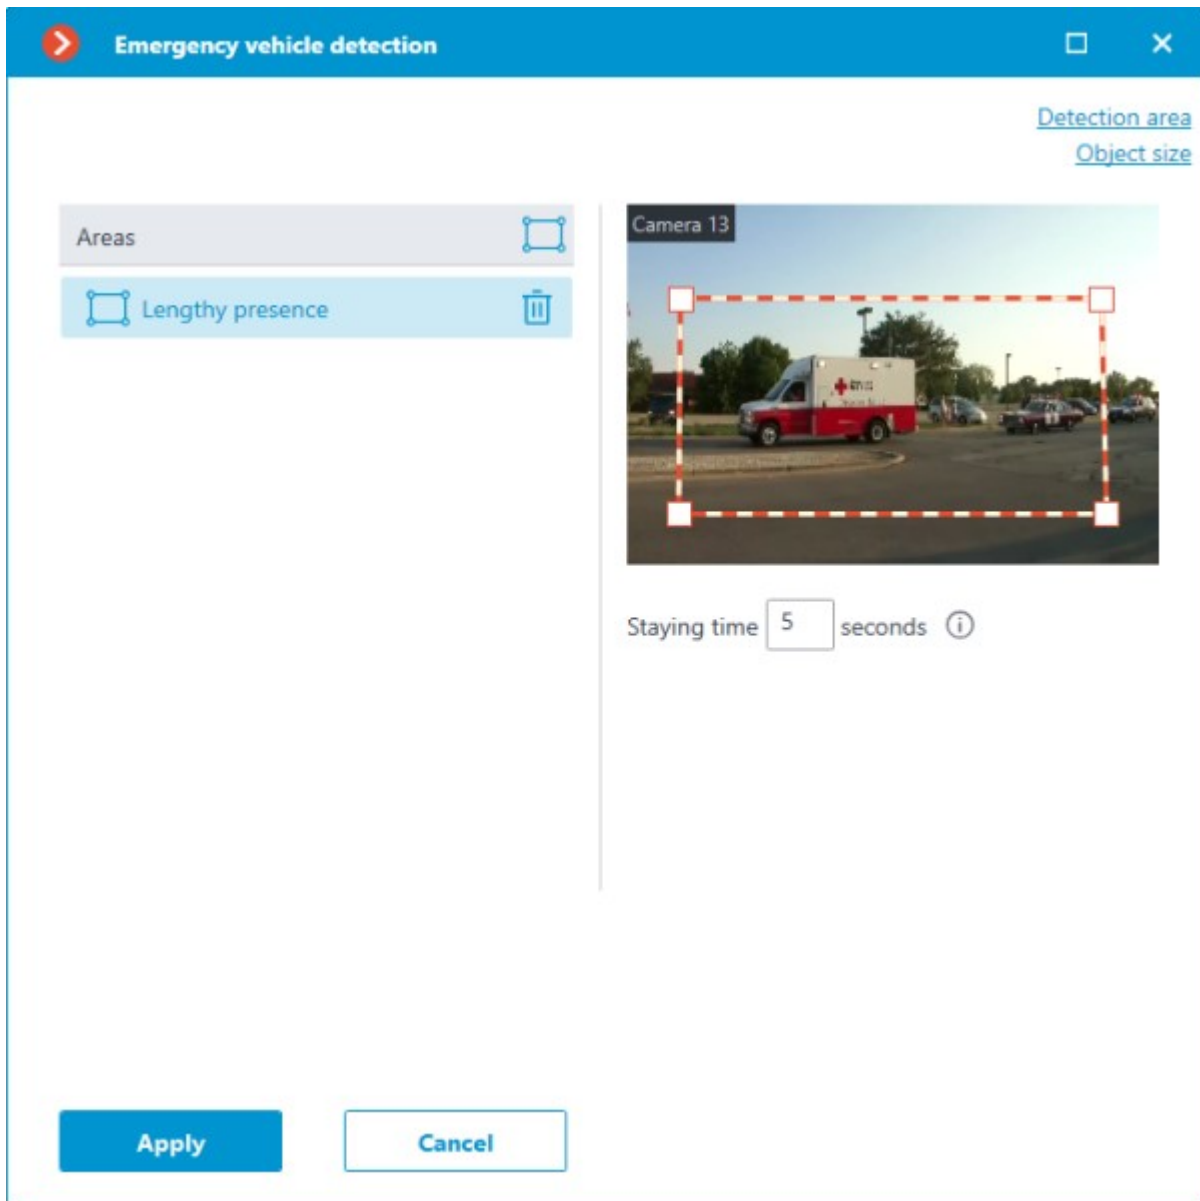 Emergency vehicle detection
Detection area
Object size
Areas
Lengthy presence
Camera 13
Staying time 5 seconds
Apply
Cancel